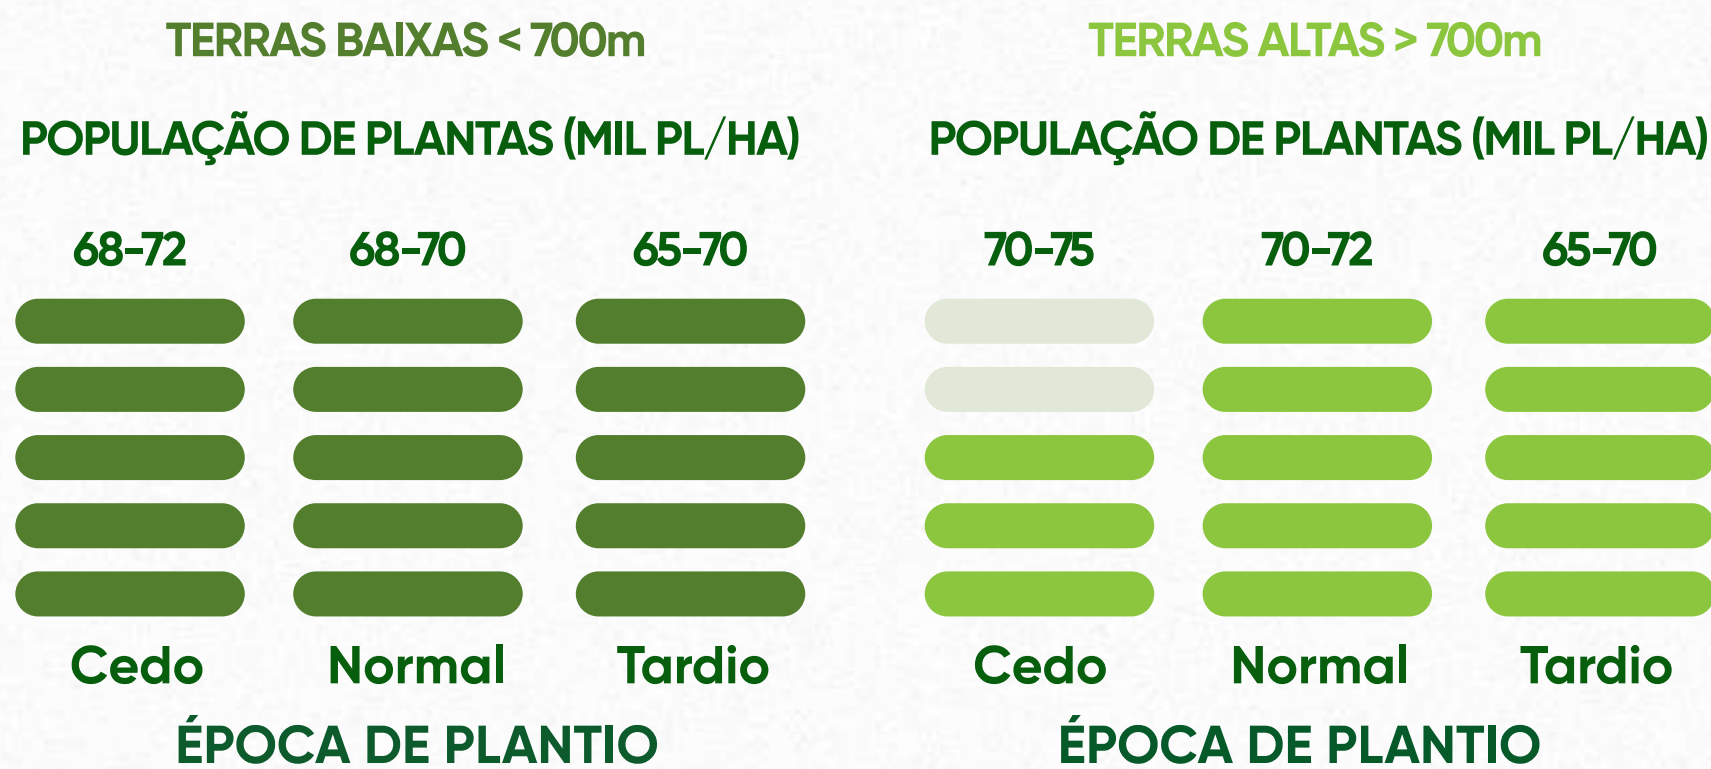 TERRAS BAIXAS < 700m
POPULAÇÃO DE PLANTAS (MIL PL/HA)
68-72 68-70 65-70
Cedo Normal Tardio
ÉPOCA DE PLANTIO
TERRAS ALTAS > 700m
POPULAÇÃO DE PLANTAS (MIL PL/HA)
70-75 70-72 65-70
Cedo Normal Tardio
ÉPOCA DE PLANTIO